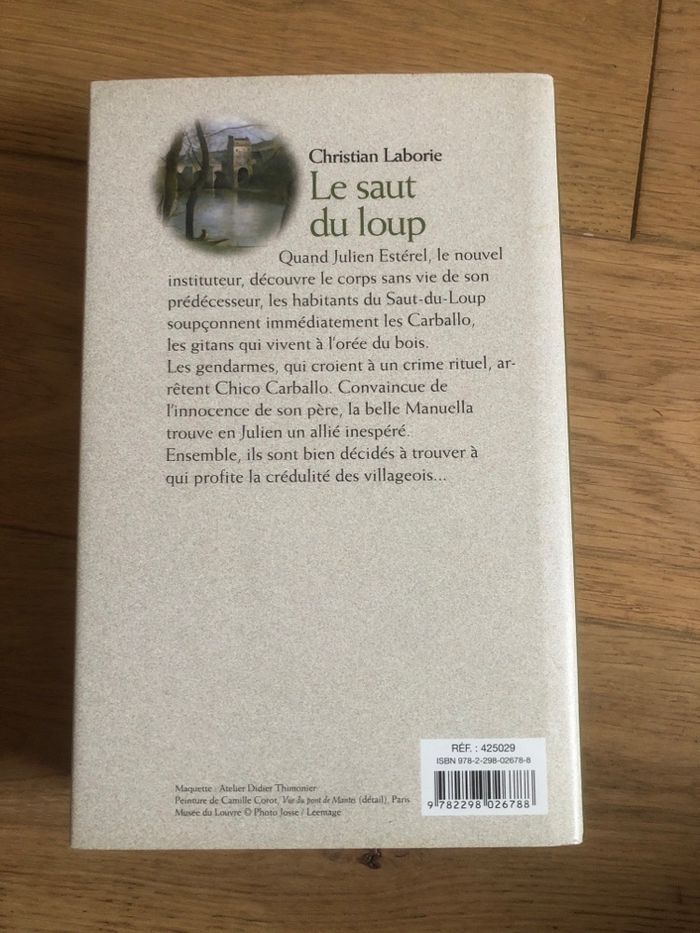 Christian Laborie
Le saut
du loup
Quand Julien Estérel, le nouvel
instituteur, découvre le corps sans vie de son
prédécesseur, les habitants du Saut-du-Loup
soupçonnent immédiatement les Carballo,
les gitans qui vivent à l'orée du bois.
Les gendarmes, qui croient à un crime rituel, ar-
rêtent Chico Carballo. Convaincue de
l'innocence de son père, la belle Manuella
trouve en Julien un allié inespéré.
Ensemble, ils sont bien décidés à trouver à
qui profite la crédulité des villageois...
RÉF. : 425029
ISBN 978-2-298-02678-8
9 782298 026788
Maquette : Atelier Didier Thimonier
Peinture de Camille Corot, Vue du pont de Mantes (détail), Paris
Musée du Louvre © Photo Josse / Leemage